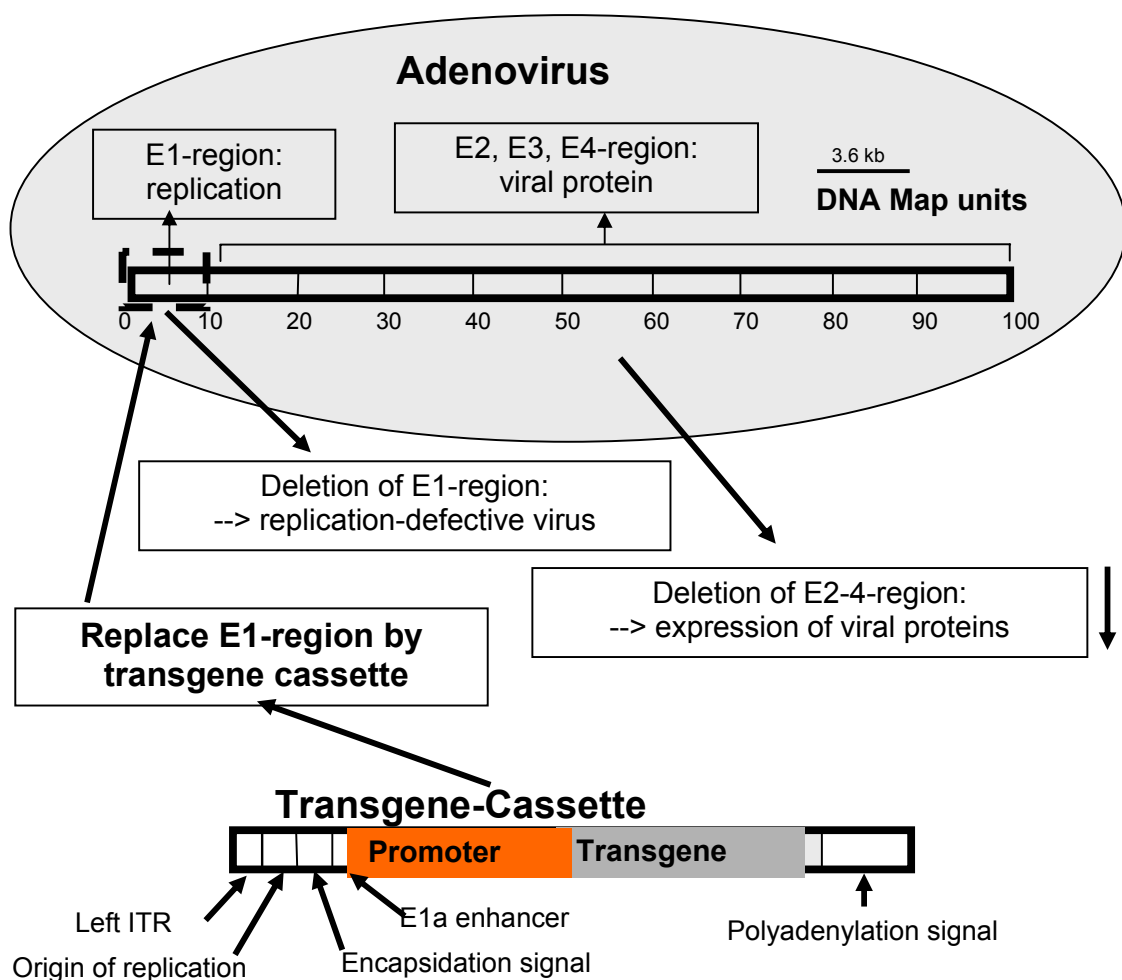 Adenovirus
E1-region:
replication
E2, E3, E4-region:
viral protein
3.6 kb
DNA Map units
0 10 20 30 40 50 60 70 80 90 100
Deletion of E1-region:
--> replication-defective virus
Deletion of E2-4-region:
--> expression of viral proteins
Replace E1-region by
transgene cassette
Transgene-Cassette
Promoter Transgene
Left ITR
E1a enhancer
Polyadenylation signal
Origin of replication
Encapsidation signal